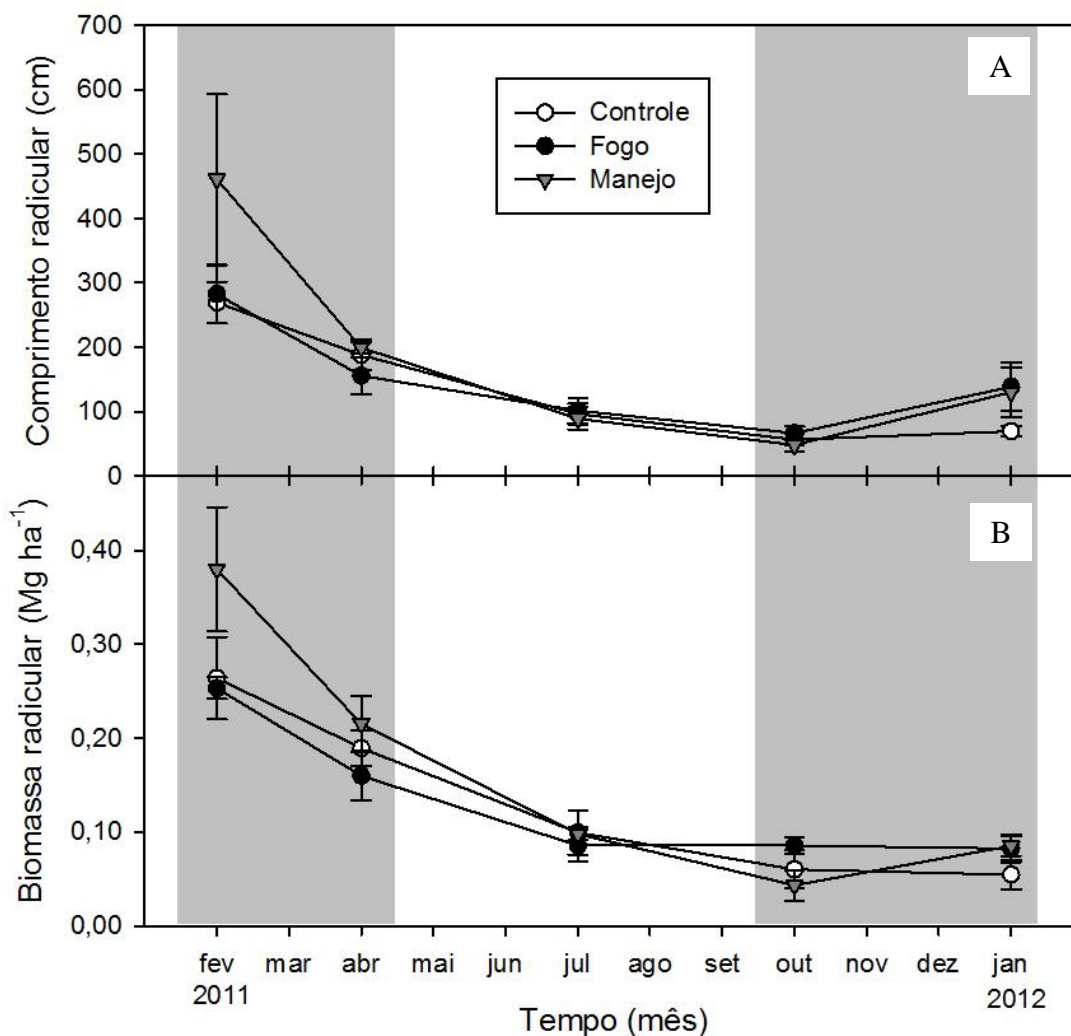 700
600
500
400
300
200
100
0
Comprimento radicular (cm)
A
Controle
Fogo
Manejo
0,40
0,30
0,20
0,10
0,00
Biomassa radicular (Mg ha⁻¹)
B
fev mar abr mai jun jul ago set out nov dez jan
2011 2012
Tempo (mês)